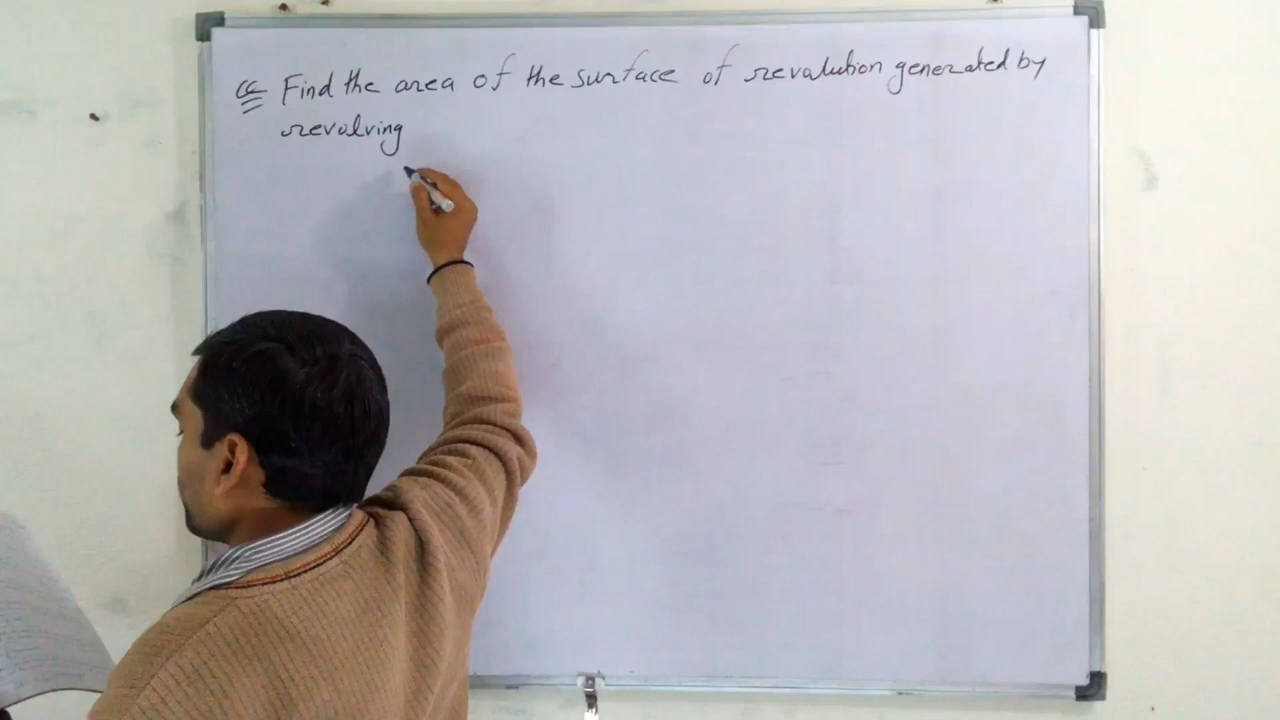 Find the area of the surface of revolution generated by
revolving